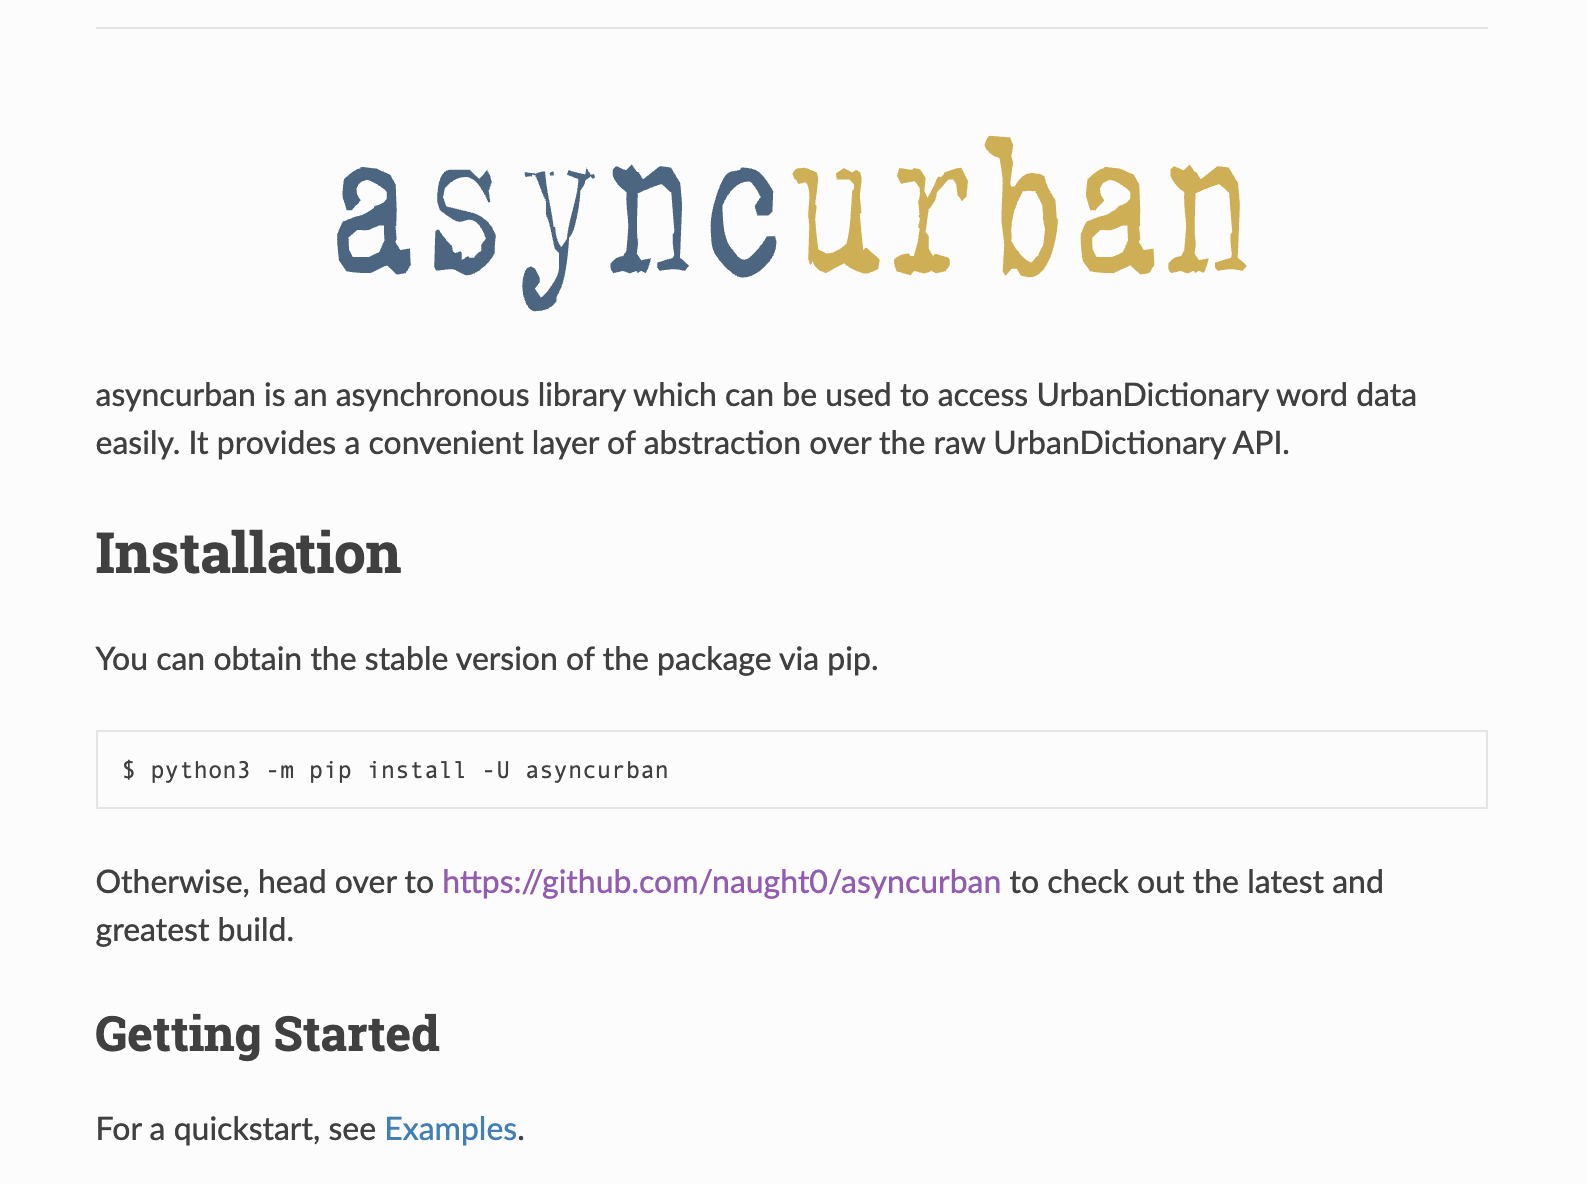 asyncurban
asyncurban is an asynchronous library which can be used to access UrbanDictionary word data
easily. It provides a convenient layer of abstraction over the raw UrbanDictionary API.
Installation
You can obtain the stable version of the package via pip.
$ python3 -m pip install -U asyncurban
Otherwise, head over to https://github.com/naught0/asyncurban to check out the latest and
greatest build.
Getting Started
For a quickstart, see Examples.